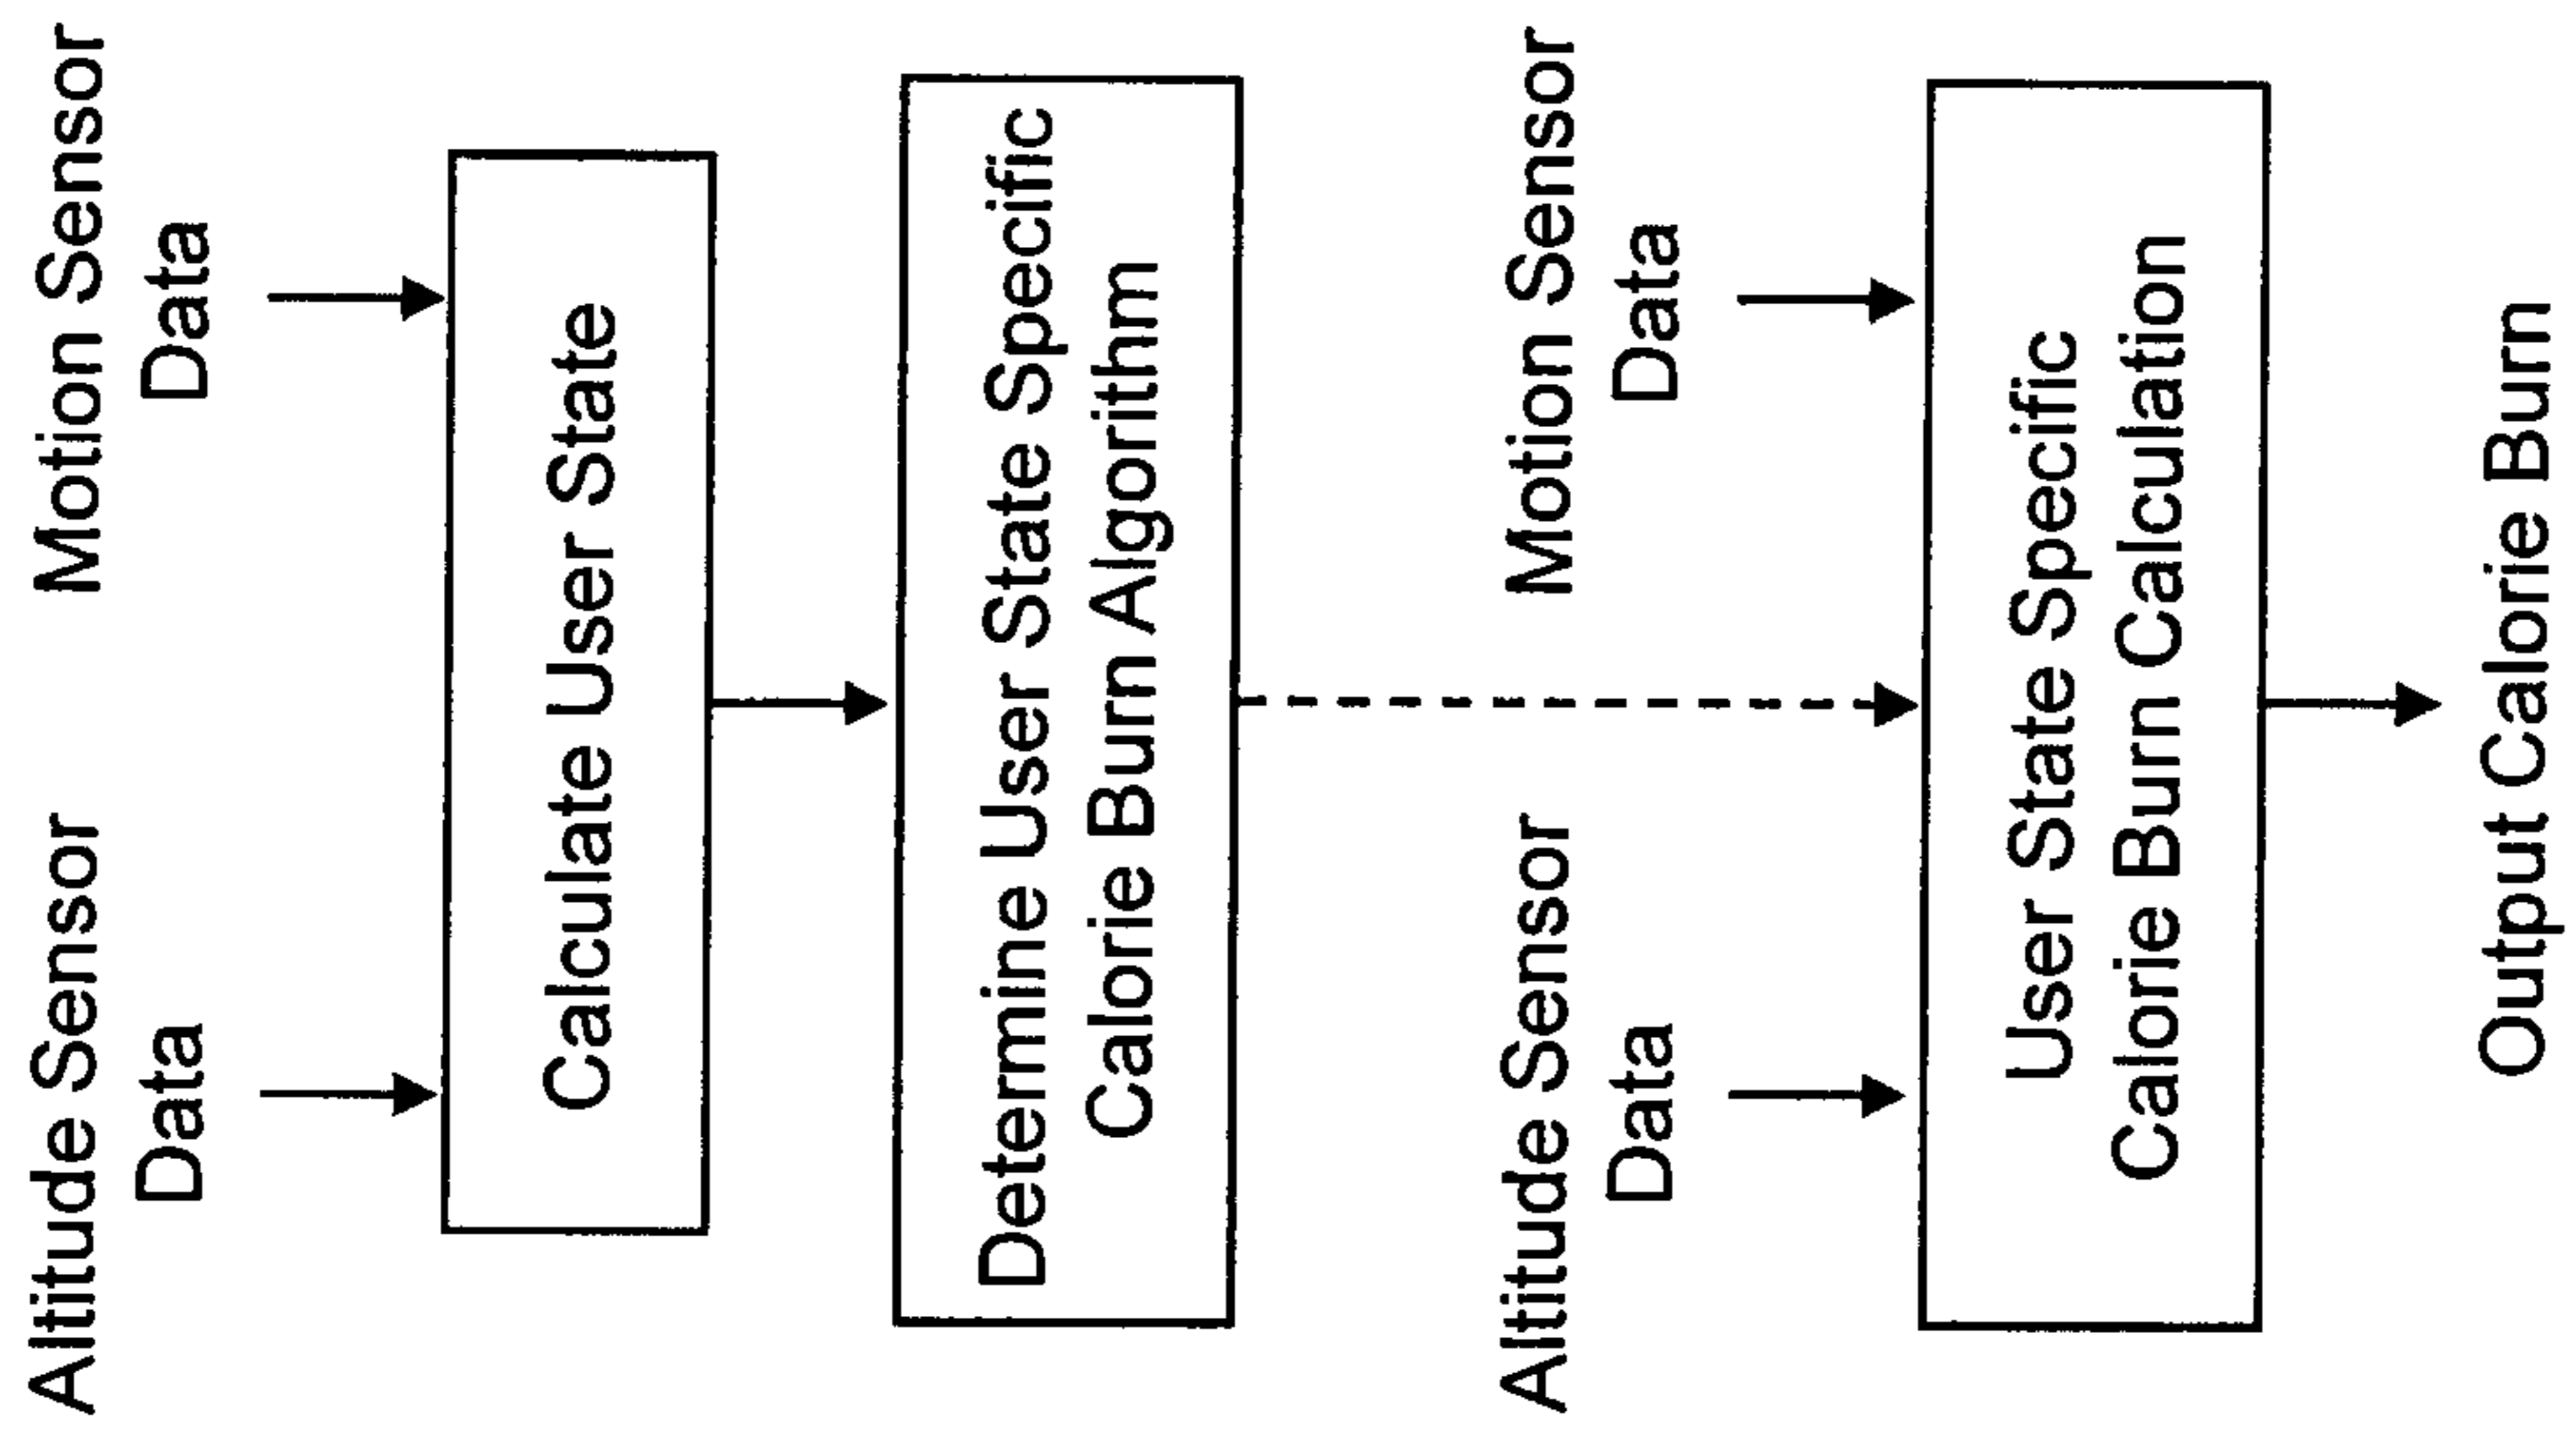 Altitude Sensor
Data
Motion Sensor
Data
Calculate User State
Determine User State Specific
Calorie Burn Algorithm
Altitude Sensor
Data
Motion Sensor
Data
User State Specific
Calorie Burn Calculation
Output Calorie Burn